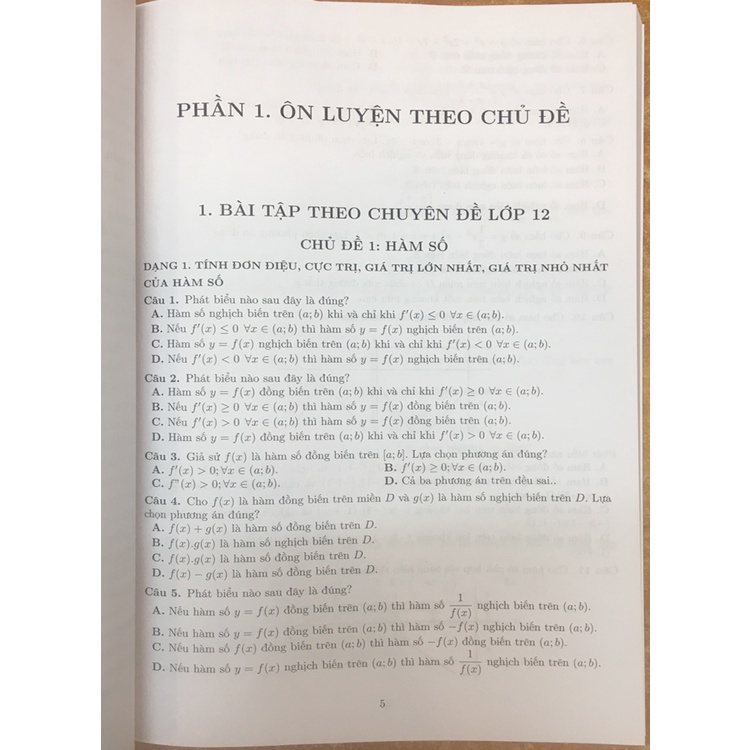 PHẦN 1. ÔN LUYỆN THEO CHỦ ĐỀ
1. BÀI TẬP THEO CHUYÊN ĐỀ LỚP 12
CHỦ ĐỀ 1: HÀM SỐ
DẠNG 1. TÍNH ĐƠN ĐIỆU, CỰC TRỊ, GIÁ TRỊ LỚN NHẤT, GIÁ TRỊ NHỎ NHẤT
CỦA HÀM SỐ
Câu 1. Phát biểu nào sau đây là đúng?
A. Hàm số nghịch biến trên (a; b) khi và chỉ khi f'(x) ≤ 0 ∀x ∈ (a; b).
B. Nếu f'(x) ≤ 0 ∀x ∈ (a; b) thì hàm số y = f(x) nghịch biến trên (a; b).
C. Hàm số y = f(x) nghịch biến trên (a; b) khi và chỉ khi f'(x) < 0 ∀x ∈ (a; b).
D. Nếu f'(x) < 0 ∀x ∈ (a; b) thì hàm số y = f(x) nghịch biến trên (a; b).
Câu 2. Phát biểu nào sau đây là đúng?
A. Hàm số y = f(x) đồng biến trên (a; b) khi và chỉ khi f'(x) ≥ 0 ∀x ∈ (a; b).
B. Nếu f'(x) ≥ 0 ∀x ∈ (a; b) thì hàm số y = f(x) đồng biến trên (a; b).
C. Nếu f'(x) > 0 ∀x ∈ (a; b) thì hàm số y = f(x) đồng biến trên (a; b).
D. Hàm số y = f(x) đồng biến trên (a; b) khi và chỉ khi f'(x) > 0 ∀x ∈ (a; b).
Câu 3. Giả sử f(x) là hàm số đồng biến trên [a; b]. Lựa chọn phương án đúng?
A. f'(x) > 0; ∀x ∈ (a; b). B. f'(x) ≥ 0; ∀x ∈ (a; b).
C. f"(x) > 0; ∀x ∈ (a; b). D. Cả ba phương án trên đều sai..
Câu 4. Cho f(x) là hàm đồng biến trên miền D và g(x) là hàm số nghịch biến trên D. Lựa
chọn phương án đúng?
A. f(x) + g(x) là hàm số đồng biến trên D.
B. f(x).g(x) là hàm số nghịch biến trên D.
C. f(x).g(x) là hàm số đồng biến trên D.
D. f(x) − g(x) là hàm số đồng biến trên D.
Câu 5. Phát biểu nào sau đây là đúng?
A. Nếu hàm số y = f(x) đồng biến trên (a; b) thì hàm số 1/f(x) nghịch biến trên (a; b).
B. Nếu hàm số y = f(x) đồng biến trên (a; b) thì hàm số −f(x) nghịch biến trên (a; b).
C. Nếu hàm số f(x) đồng biến trên (a; b) thì hàm số −f(x) đồng biến trên (a; b).
D. Nếu hàm số y = f(x) nghịch biến trên (a; b) thì hàm số 1/f(x) nghịch biến trên (a; b).
5